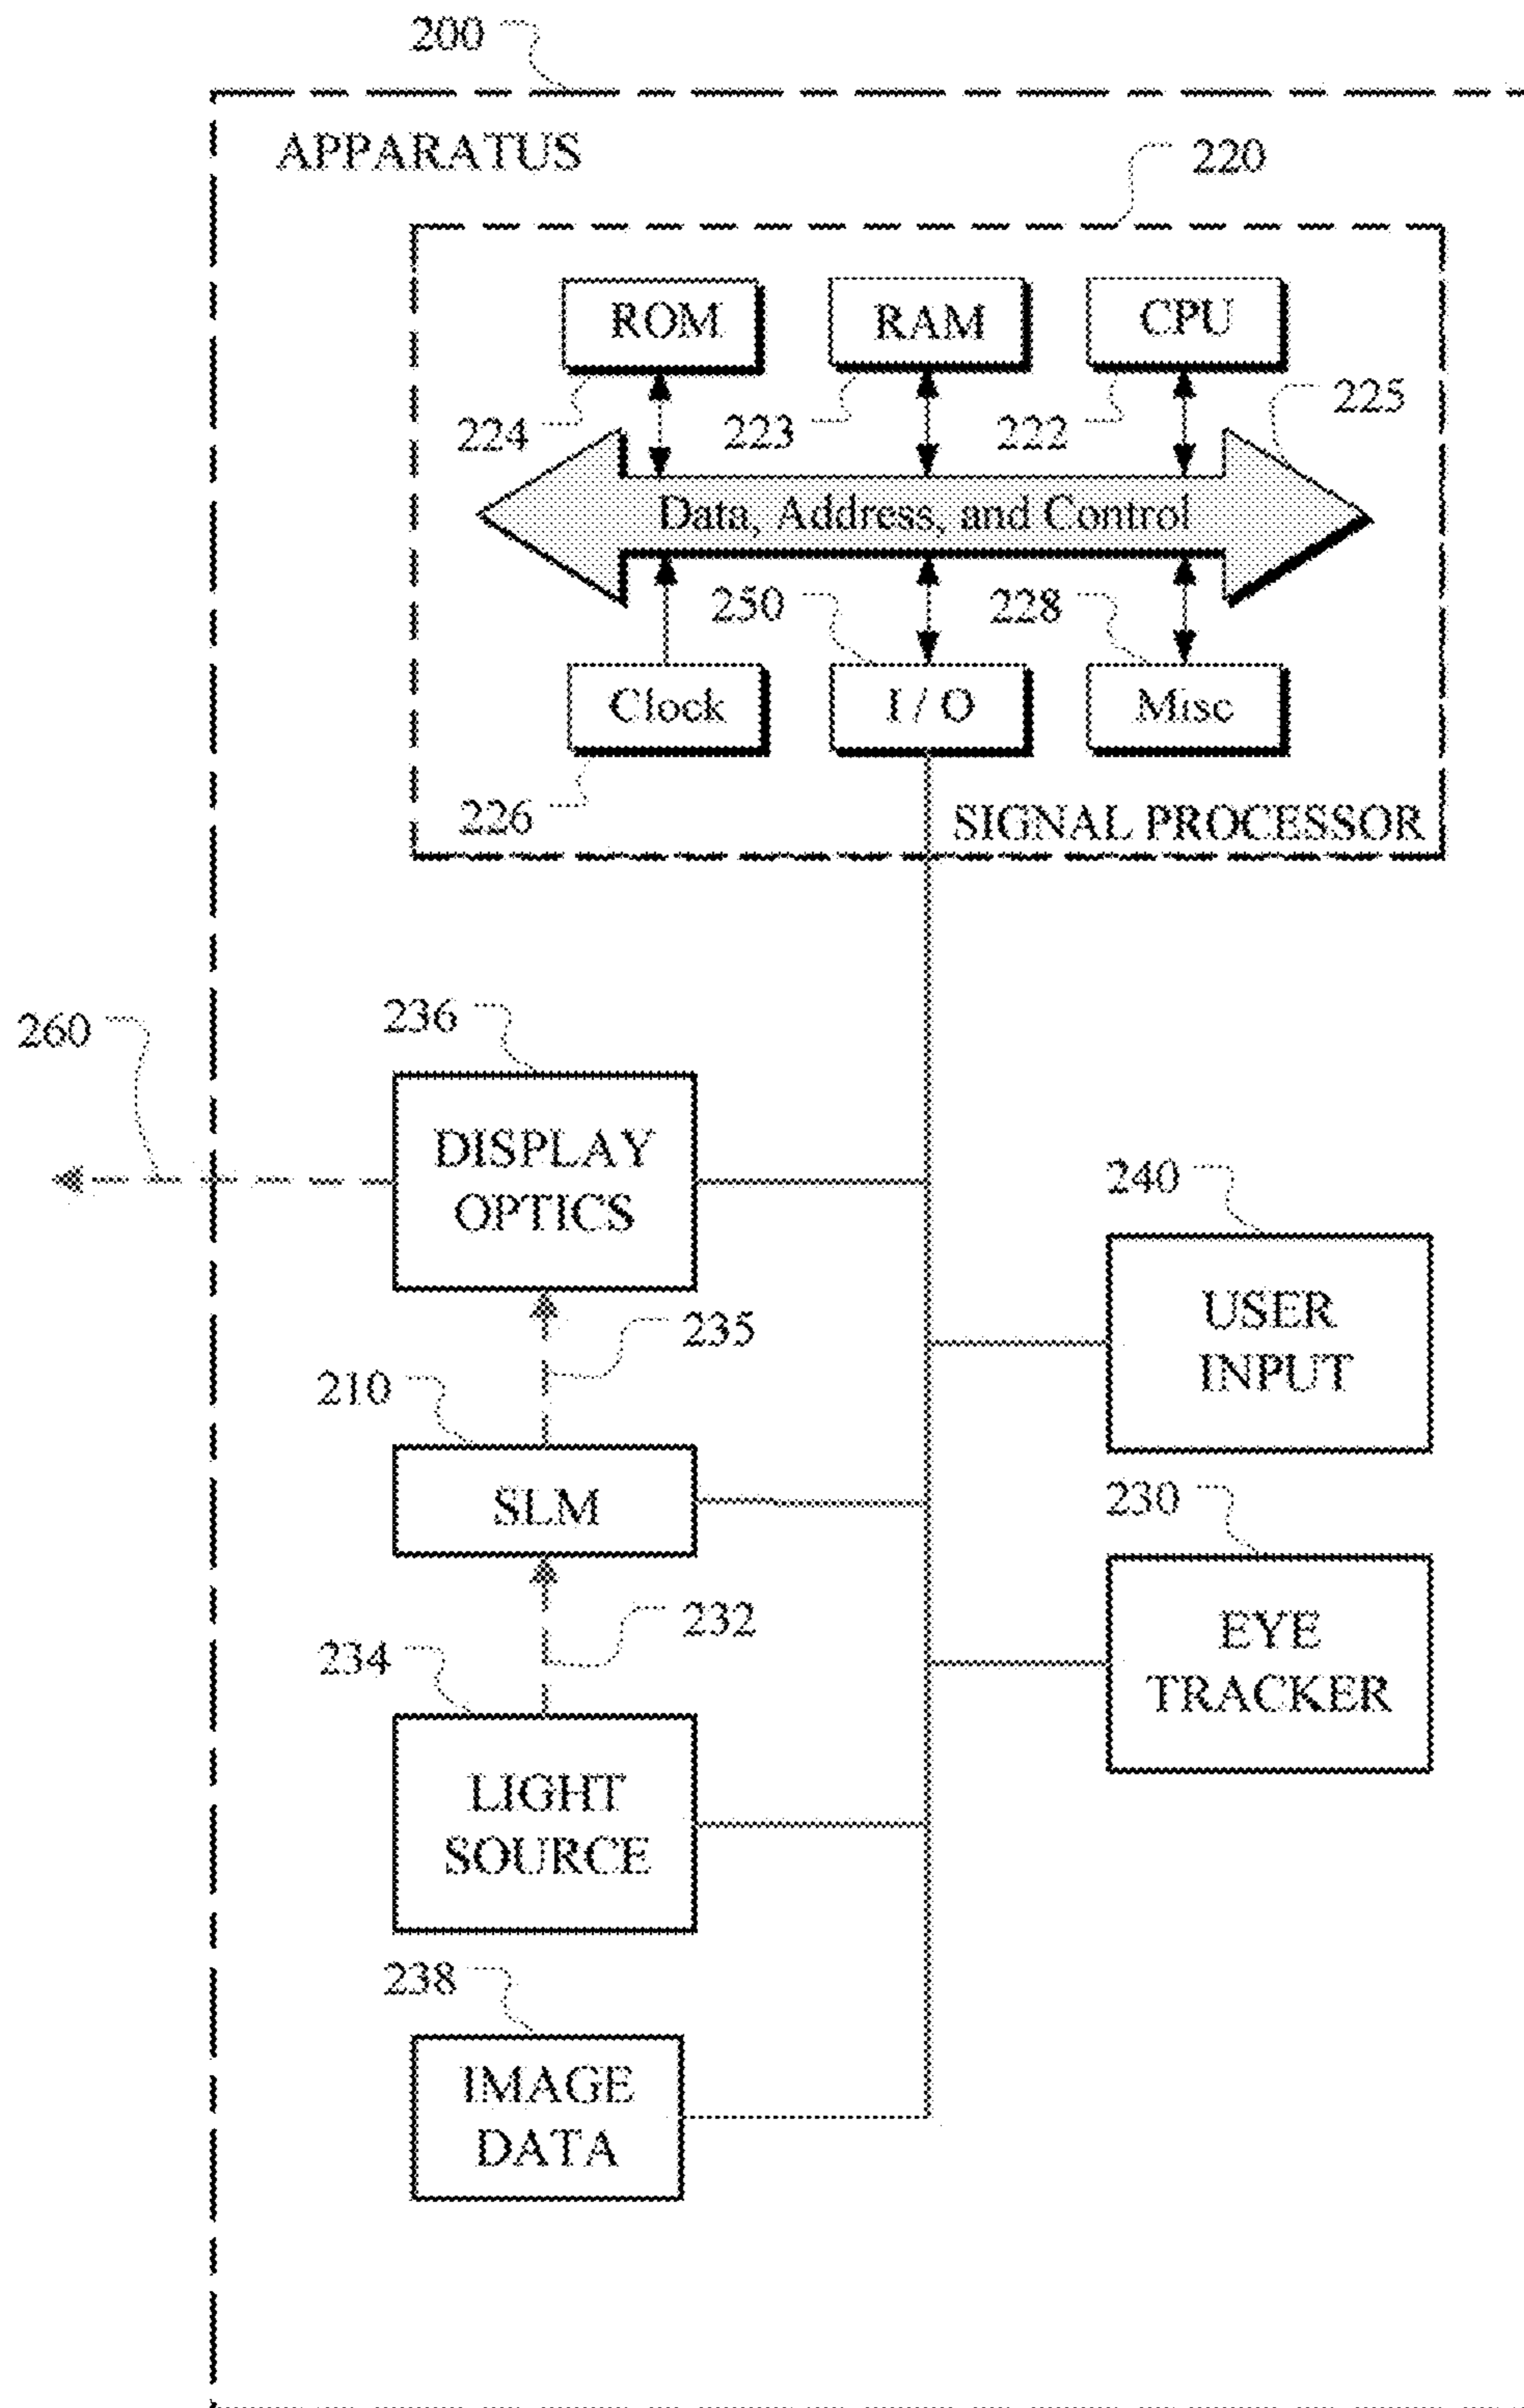 200
APPARATUS
220
ROM
RAM
CPU
224
223
222
225
Data, Address, and Control
250
228
Clock
I / O
Misc
226
SIGNAL PROCESSOR
236
260
DISPLAY
OPTICS
240
USER
INPUT
235
210
SLM
230
EYE
TRACKER
232
234
LIGHT
SOURCE
238
IMAGE
DATA